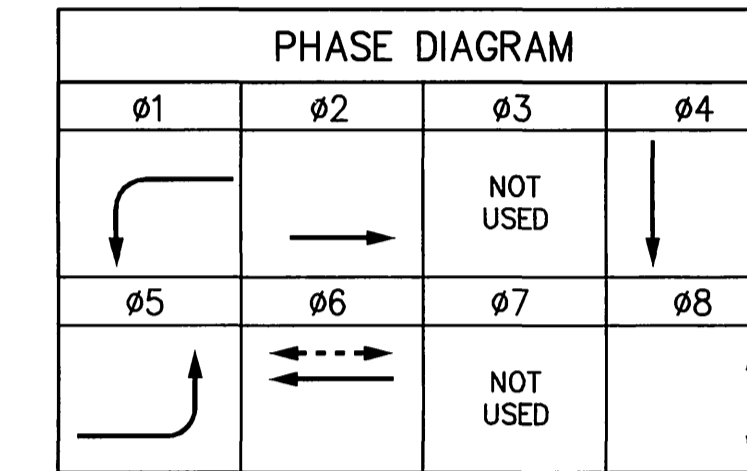 PHASE DIAGRAM
ø1 ø2 ø3 ø4
NOT
USED
ø5 ø6 ø7 ø8
NOT
USED